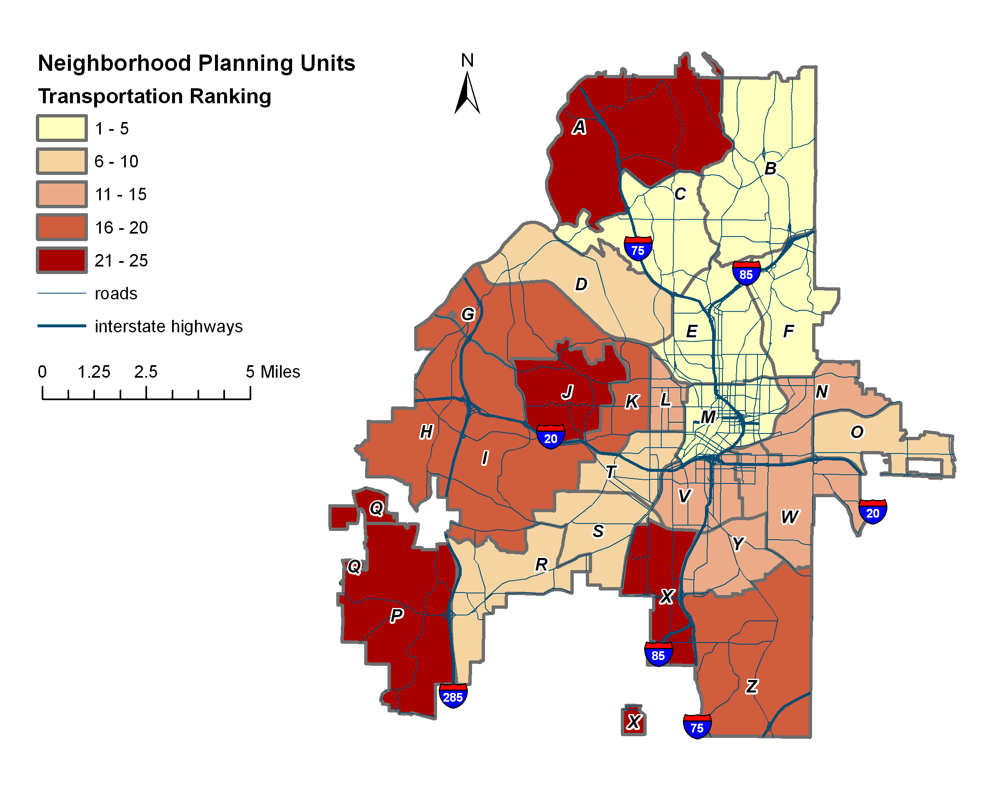 Neighborhood Planning Units
Transportation Ranking
1 - 5
6 - 10
11 - 15
16 - 20
21 - 25
roads
interstate highways
0 1.25 2.5 5 Miles
N
A
B
C
75
85
D
G
E
F
J
K
L
N
M
H
20
O
I
T
V
Q
20
W
S
Y
Q
R
X
P
85
Z
285
X
75